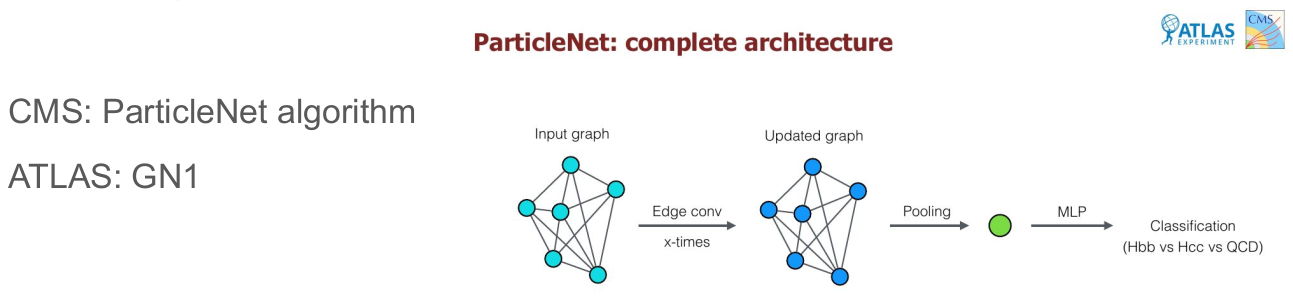 ParticleNet: complete architecture
ATLAS
EXPERIMENT
CMS
CMS: ParticleNet algorithm
ATLAS: GN1
Input graph
Updated graph
Edge conv
x-times
Pooling
MLP
Classification
(Hbb vs Hcc vs QCD)